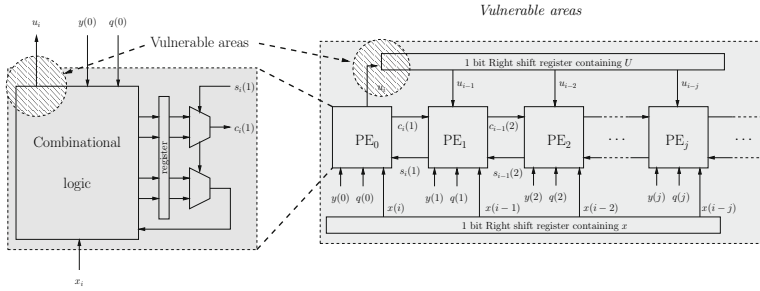 Vulnerable areas
u_i
y(0) q(0)
Vulnerable areas
s_i(1)
c_i(1)
Combinational
logic
register
x_i
1 bit Right shift register containing U
u_i
u_{i−1}
u_{i−2}
u_{i−j}
PE_0
PE_1
PE_2
PE_j
c_i(1)
c_{i−1}(2)
s_i(1)
s_{i−1}(2)
· · ·
· · ·
y(0) q(0)
y(1) q(1)
y(2) q(2)
y(j) q(j)
x(i)
x(i − 1)
x(i − 2)
x(i − j)
1 bit Right shift register containing x